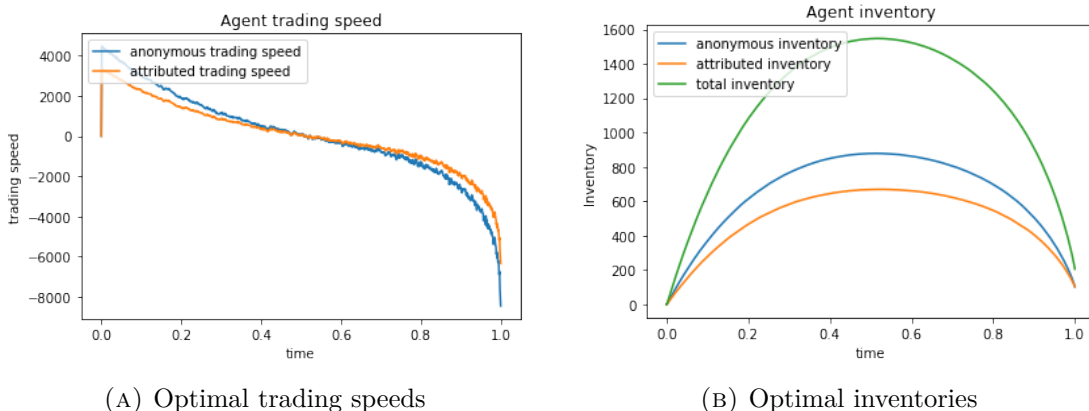 Agent trading speed
anonymous trading speed
attributed trading speed
4000
2000
0
−2000
−4000
−6000
−8000
trading speed
0.0 0.2 0.4 0.6 0.8 1.0
time
(A) Optimal trading speeds
Agent inventory
anonymous inventory
attributed inventory
total inventory
1600
1400
1200
1000
800
600
400
200
0
Inventory
0.0 0.2 0.4 0.6 0.8 1.0
time
(B) Optimal inventories